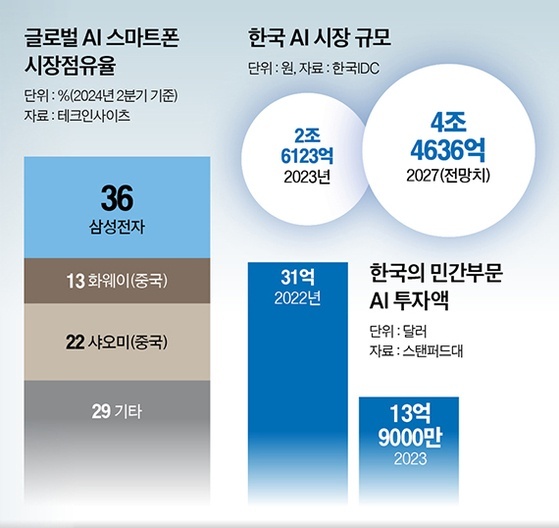 글로벌 AI 스마트폰
시장점유율
단위 : %(2024년 2분기 기준)
자료 : 테크인사이츠
36
삼성전자
13 화웨이(중국)
22 샤오미(중국)
29 기타
한국 AI 시장 규모
단위 : 원, 자료 : 한국IDC
2조
6123억
2023년
4조
4636억
2027(전망치)
한국의 민간부문
AI 투자액
단위 : 달러
자료 : 스탠퍼드대
31억
2022년
13억
9000만
2023